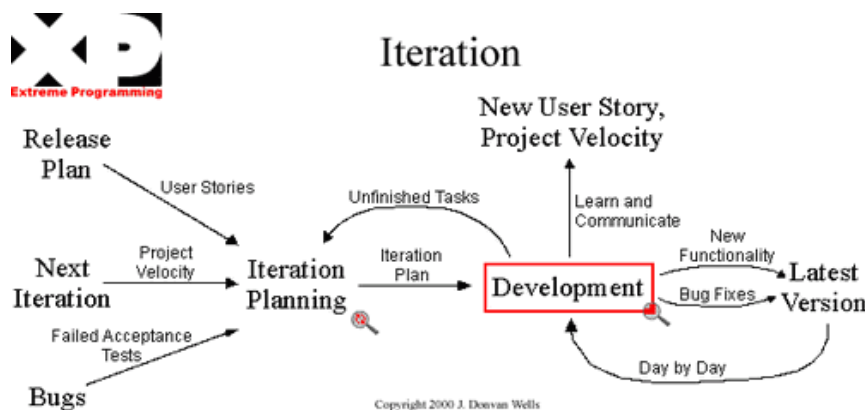 XP
Extreme Programming
Iteration
New User Story,
Project Velocity
Release
Plan
User Stories
Unfinished Tasks
Learn and
Communicate
Next
Iteration
Project
Velocity
Iteration
Planning
Iteration
Plan
Development
New
Functionality
Bug Fixes
Latest
Version
Failed Acceptance
Tests
Bugs
Day by Day
Copyright 2000 J. Donvan Wells